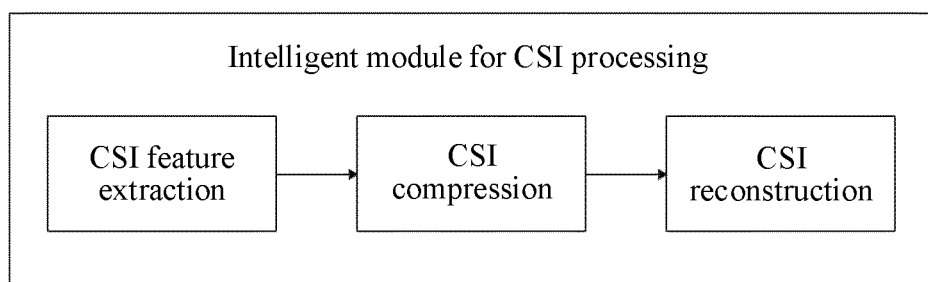 Intelligent module for CSI processing
CSI feature
extraction
CSI
compression
CSI
reconstruction